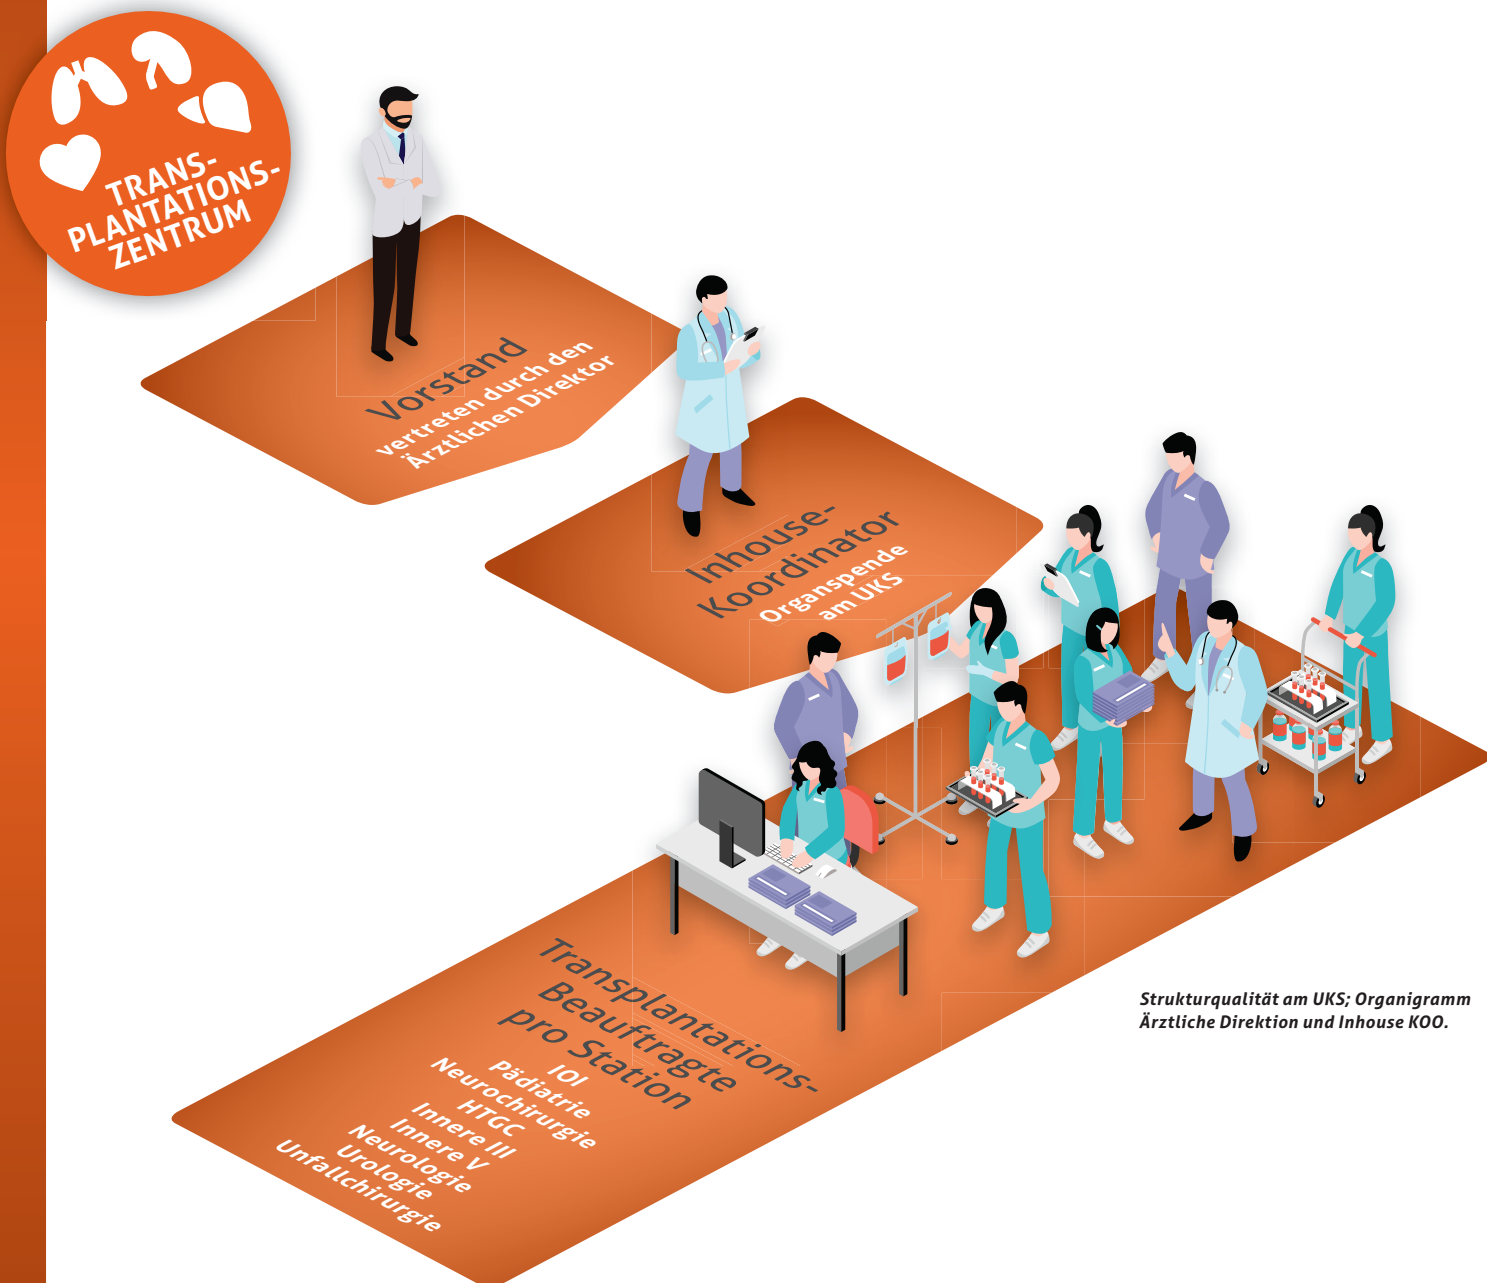 TRANS-
PLANTATIONS-
ZENTRUM
Vorstand
vertreten durch den
Ärztlichen Direktor
Inhouse-
Koordinator
Organspende
am UKS
Transplantations-
Beauftragte
pro Station
IOI
Pädiatrie
Neurochirurgie
HTGC
Innere III
Innere V
Neurologie
Urologie
Unfallchirurgie
Strukturqualität am UKS; Organigramm
Ärztliche Direktion und Inhouse KOO.